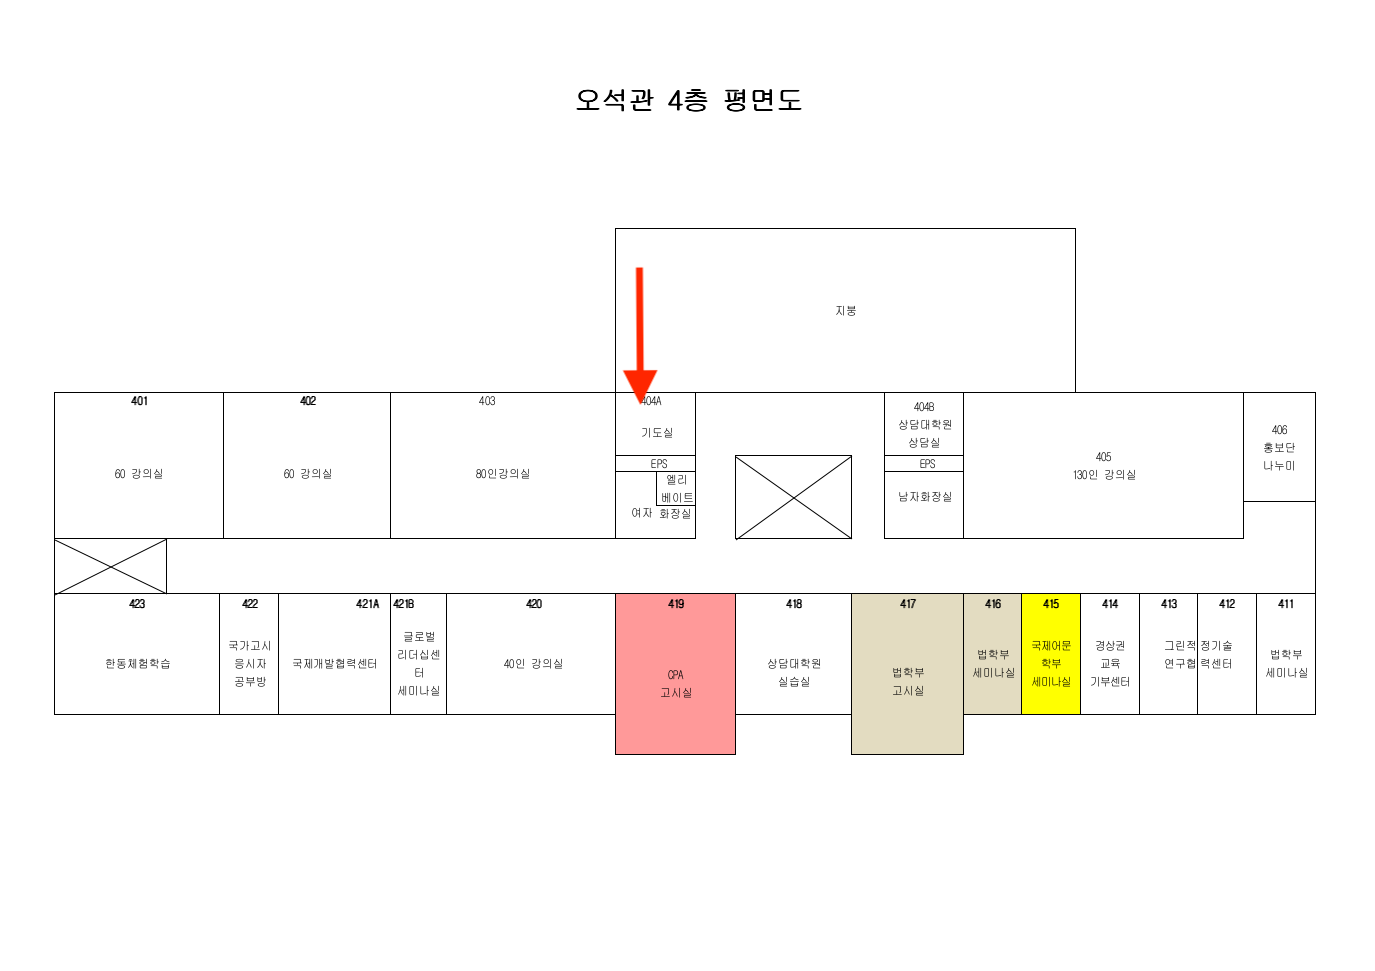 오석관 4층 평면도
지붕
401
60 강의실
402
60 강의실
403
80인강의실
404A
기도실
EPS
엘리
베이트
여자 화장실
404B
상담대학원
상담실
EPS
남자화장실
405
130인 강의실
406
홍보단
나누미
423
한동체험학습
422
국가고시
응시자
공부방
421A
국제개발협력센터
421B
글로벌
리더십센
터
세미나실
420
40인 강의실
419
CPA
고시실
418
상담대학원
실습실
417
법학부
고시실
416
법학부
세미나실
415
국제어문
학부
세미나실
414
경상권
교육
기부센터
413
412
그린적정기술
연구협력센터
411
법학부
세미나실